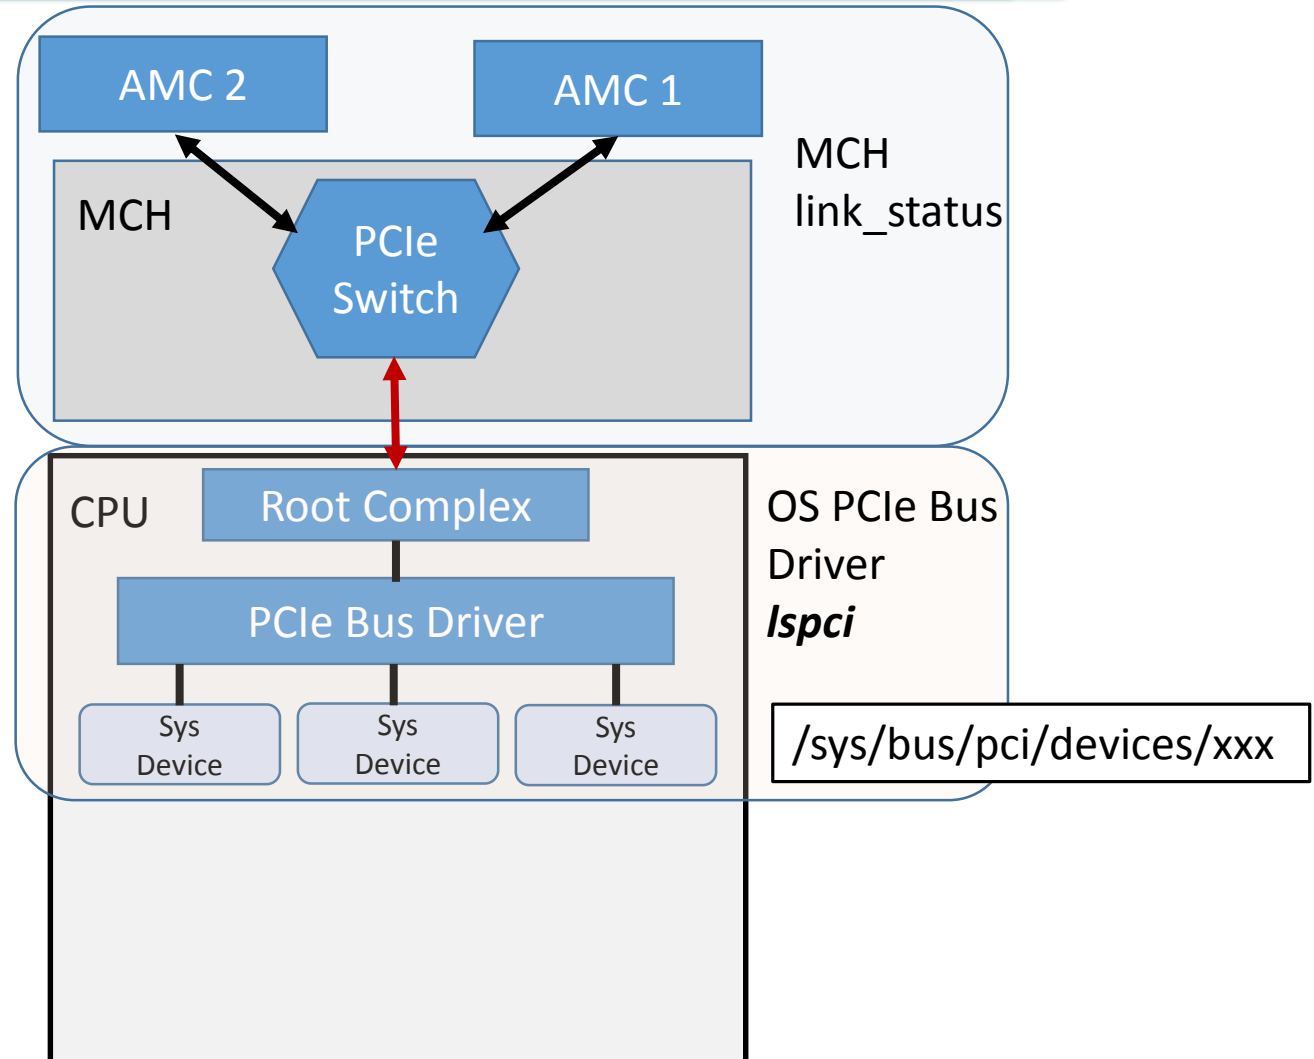 AMC 2
AMC 1
MCH
link_status
MCH
PCIe
Switch
CPU
Root Complex
OS PCIe Bus
Driver
lspci
PCIe Bus Driver
Sys
Device
Sys
Device
Sys
Device
/sys/bus/pci/devices/xxx